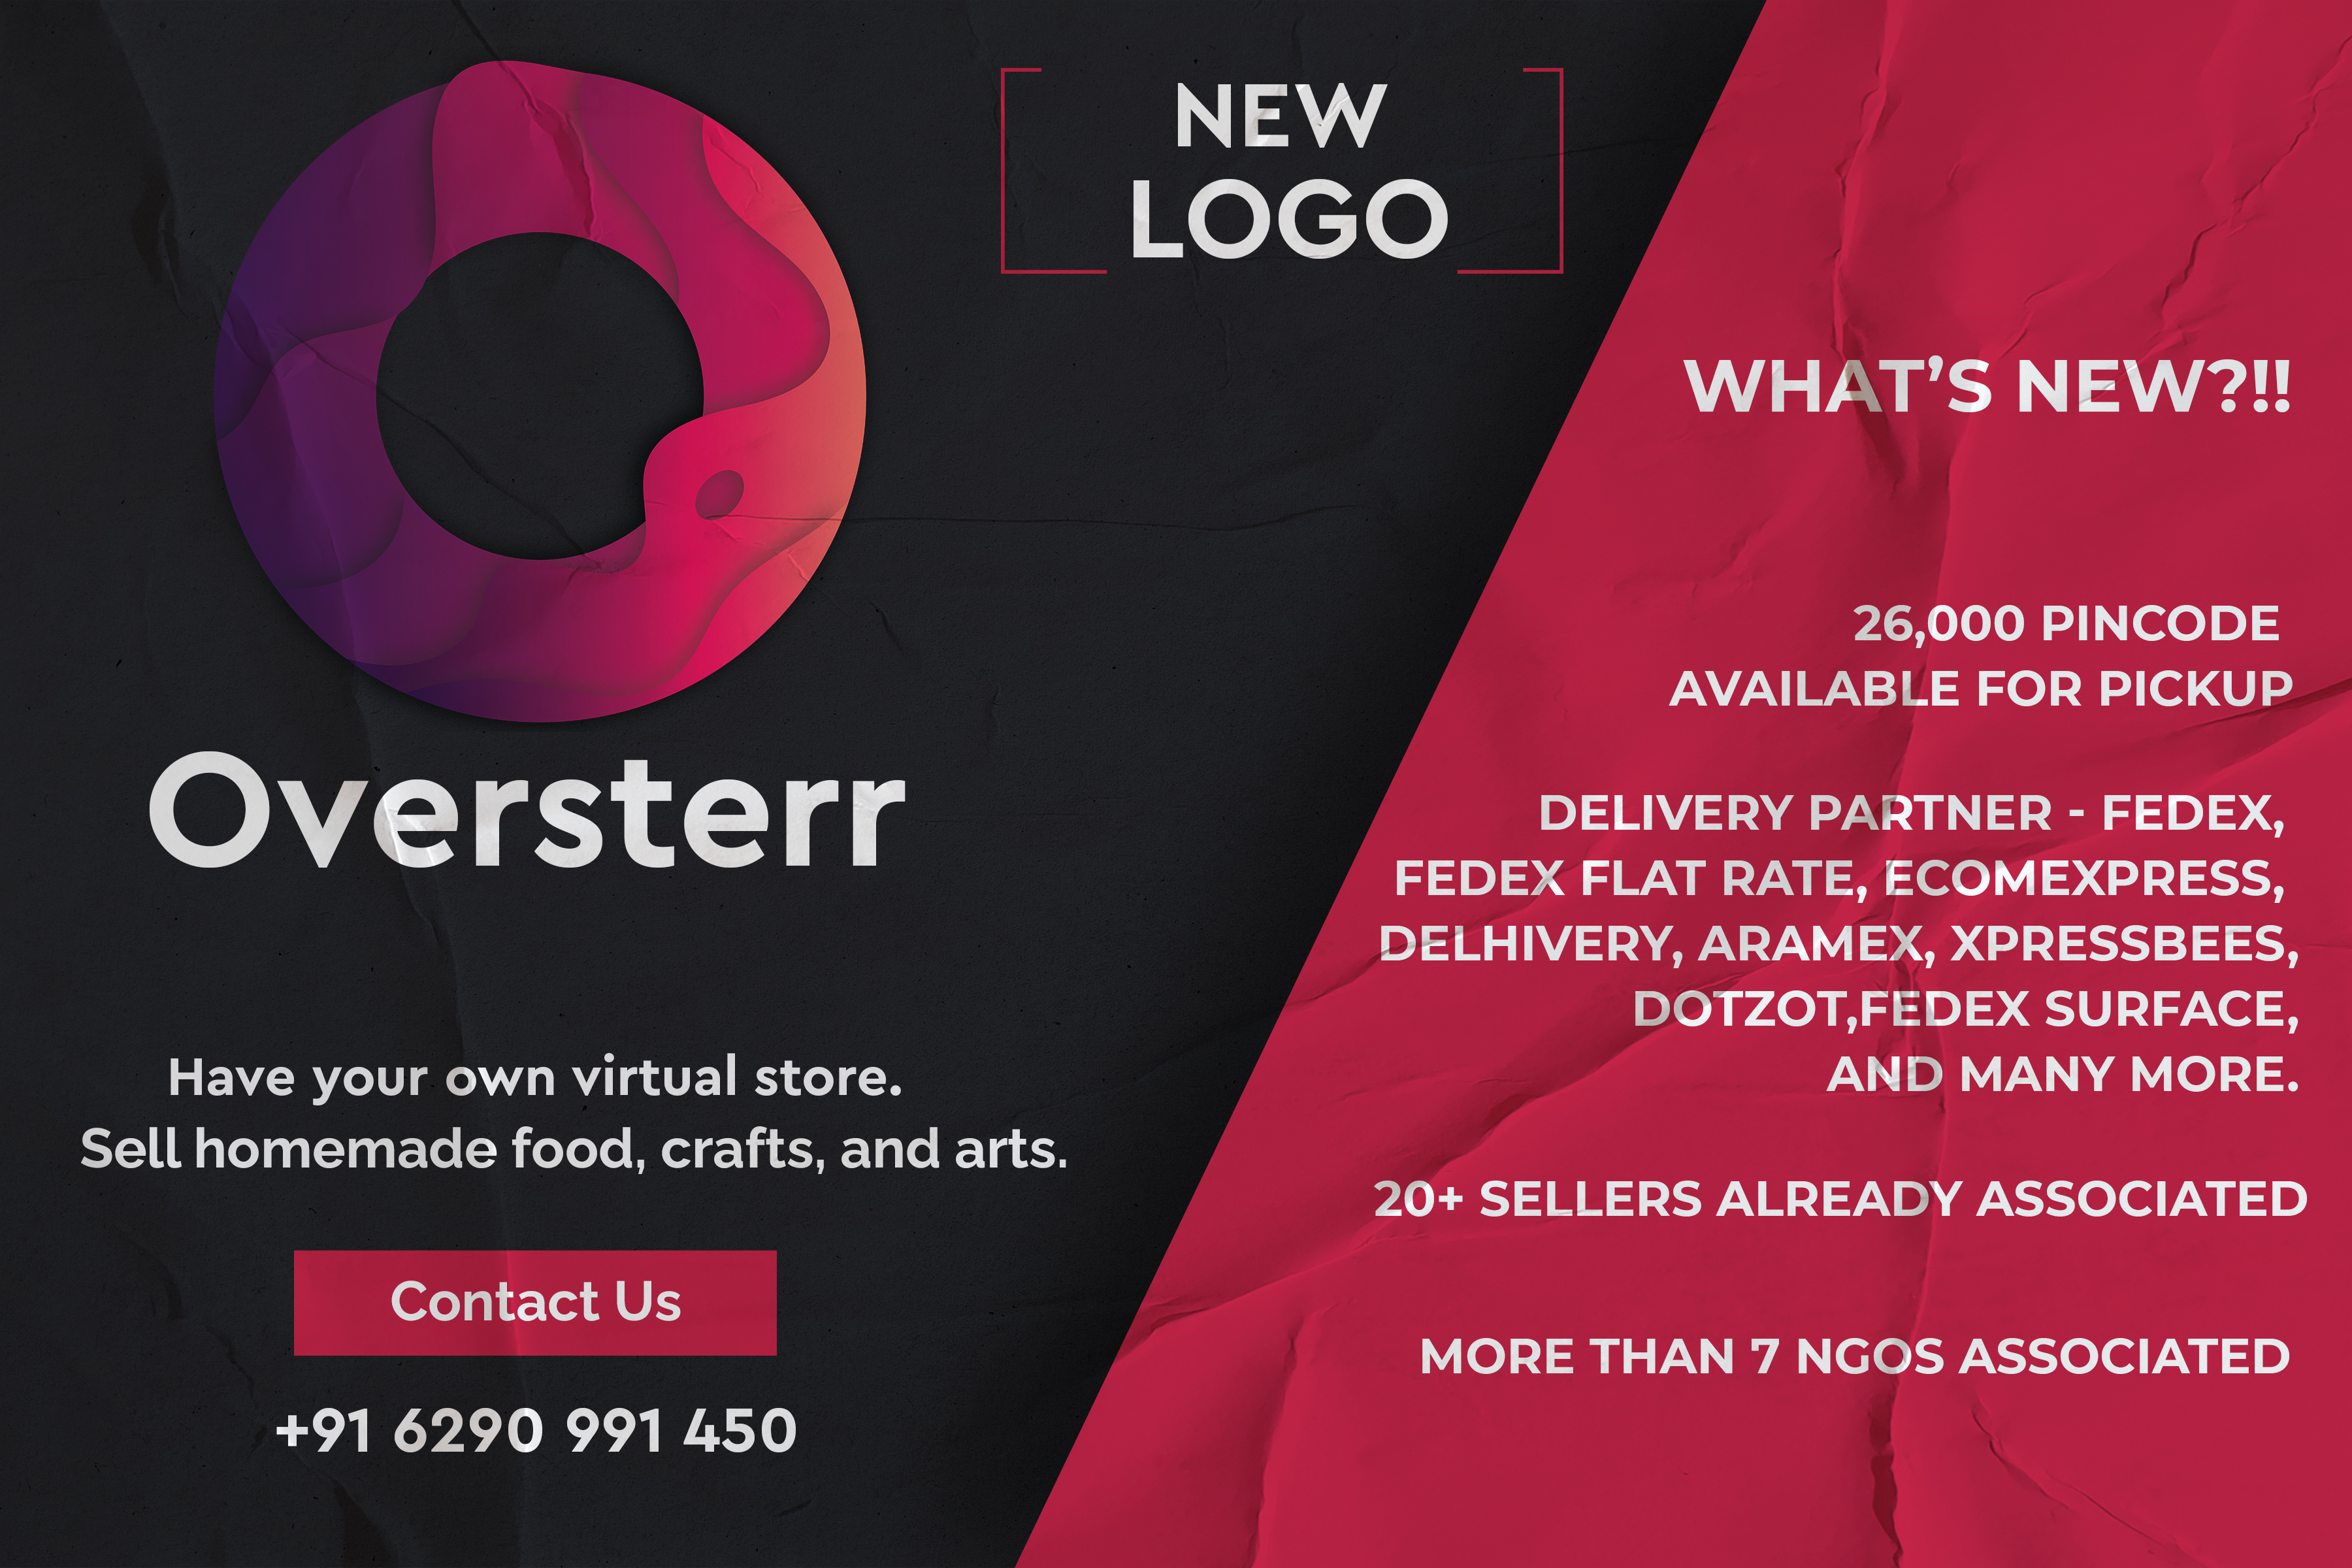 NEW
LOGO
Oversterr
Have your own virtual store.
Sell homemade food, crafts, and arts.
Contact Us
+91 6290 991 450
WHAT'S NEW?!!
26,000 PINCODE
AVAILABLE FOR PICKUP
DELIVERY PARTNER - FEDEX,
FEDEX FLAT RATE, ECOMEXPRESS,
DELHIVERY, ARAMEX, XPRESSBEES,
DOTZOT,FEDEX SURFACE,
AND MANY MORE.
20+ SELLERS ALREADY ASSOCIATED
MORE THAN 7 NGOS ASSOCIATED